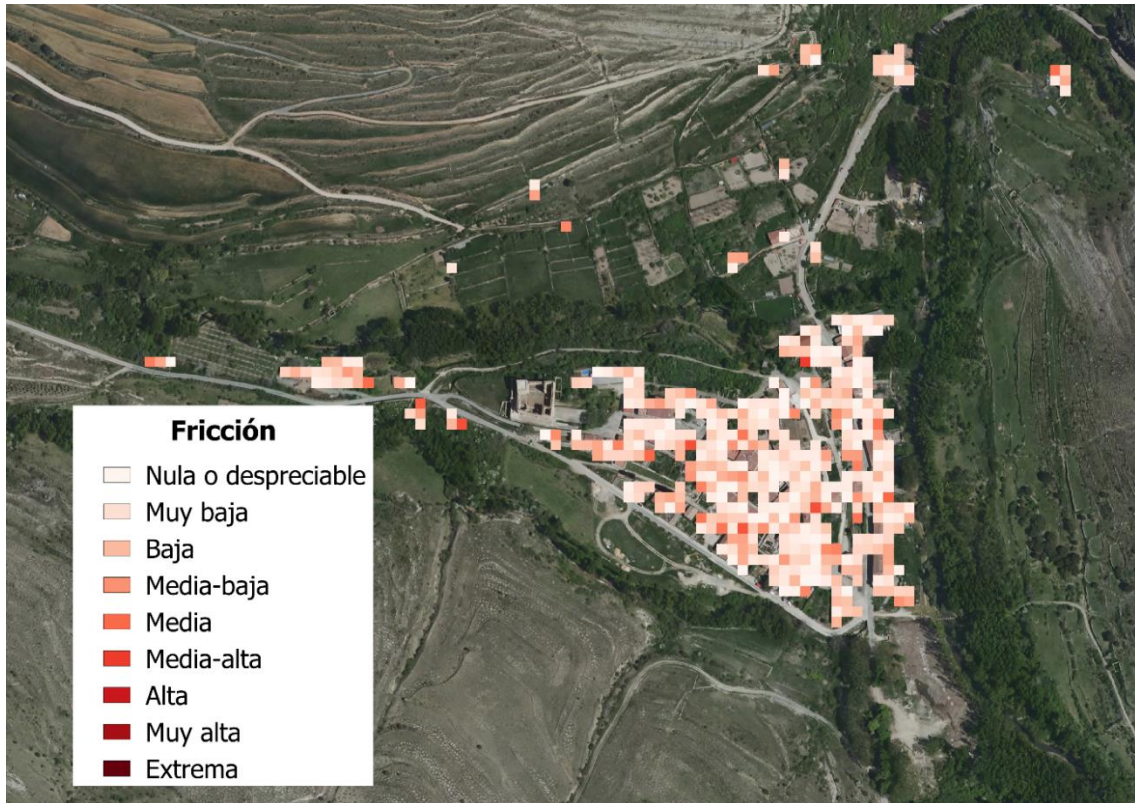 Fricción
Nula o despreciable
Muy baja
Baja
Media-baja
Media
Media-alta
Alta
Muy alta
Extrema